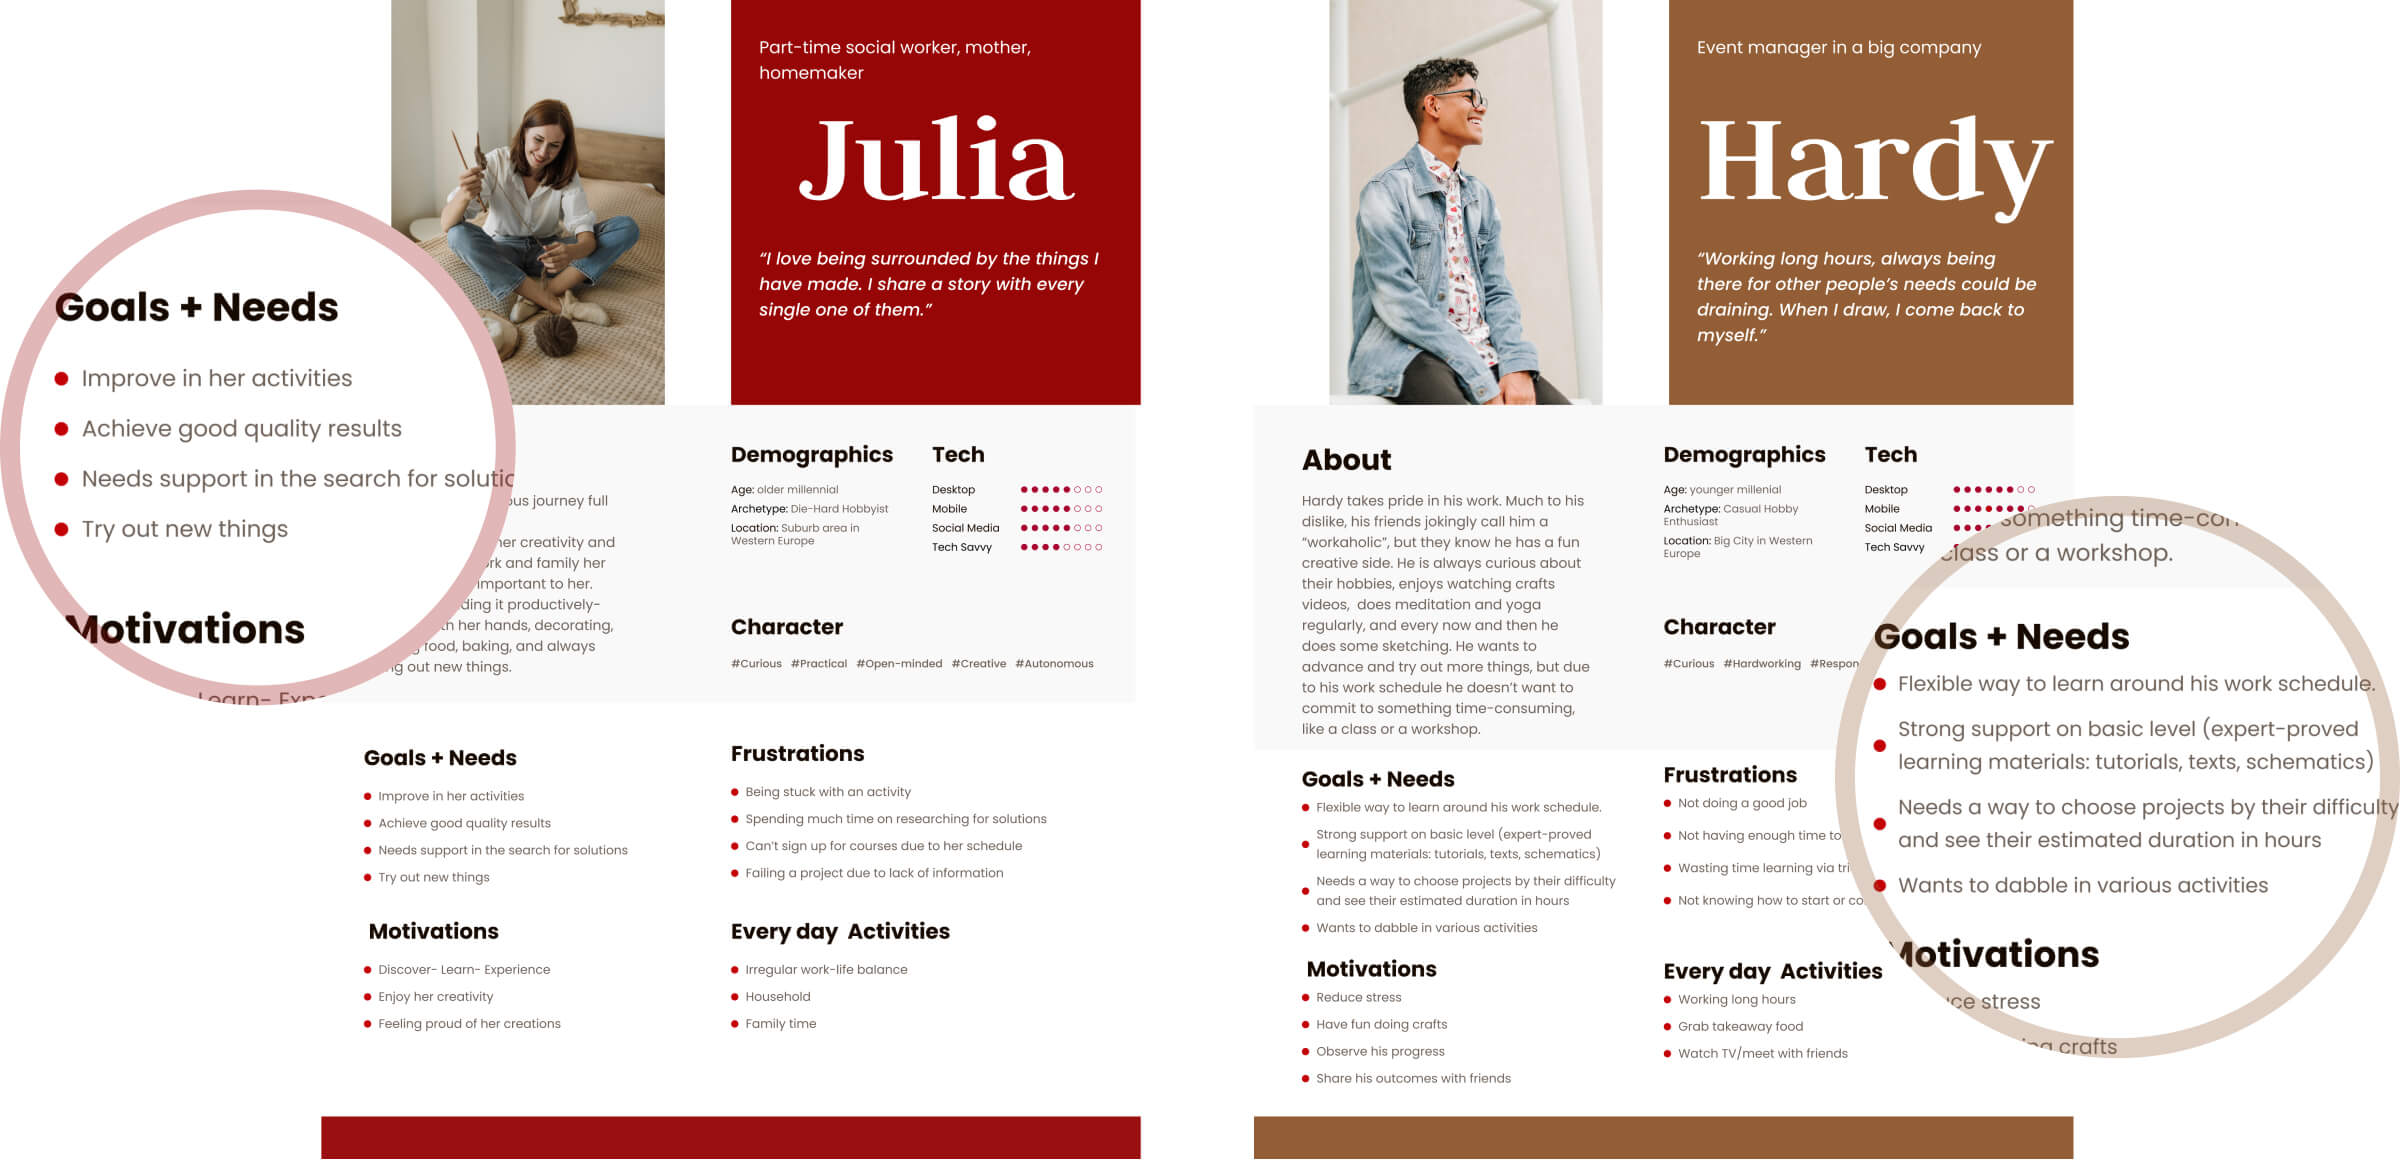 Part-time social worker, mother,
homemaker
Julia
“I love being surrounded by the things I
have made. I share a story with every
single one of them.”
Goals + Needs
Improve in her activities
Achieve good quality results
Needs support in the search for
Try out new things
Motivations
Learn-
journey full
her creativity and
and family her
important to her.
it productively-
her hands, decorating,
food, baking, and always
out new things.
Demographics
Age: older millennial
Archetype: Die-Hard Hobbyist
Location: Suburb area in
Western Europe
Tech
Desktop
Mobile
Social Media
Tech Savvy
Character
#Curious #Practical #Open-minded #Creative #Autonomous
Goals + Needs
Improve in her activities
Achieve good quality results
Needs support in the search for solutions
Try out new things
Frustrations
Being stuck with an activity
Spending much time on researching for solutions
Can’t sign up for courses due to her schedule
Failing a project due to lack of information
Motivations
Discover- Learn- Experience
Enjoy her creativity
Feeling proud of her creations
Every day Activities
Irregular work-life balance
Household
Family time
Event manager in a big company
Hardy
“Working long hours, always being
there for other people’s needs could be
draining. When I draw, I come back to
myself.”
About
Hardy takes pride in his work. Much to his
dislike, his friends jokingly call him a
“workaholic”, but they know he has a fun
creative side. He is always curious about
their hobbies, enjoys watching crafts
videos, does meditation and yoga
regularly, and every now and then he
does some sketching. He wants to
advance and try out more things, but due
to his work schedule he doesn’t want to
commit to something time-consuming,
like a class or a workshop.
Demographics
Age: younger millenial
Archetype: Casual Hobby
Enthusiast
Location: Big City in Western
Europe
Tech
Desktop
Mobile
Social Media
Tech Savvy
Character
#Curious #Hardworking
Goals + Needs
Flexible way to learn around his work schedule.
Strong support on basic level (expert-proved
learning materials: tutorials, texts, schematics)
Needs a way to choose projects by their difficulty
and see their estimated duration in hours
Wants to dabble in various activities
Frustrations
Not doing a good job
Not having enough time to
Wasting time learning via
Not knowing how to start or
Motivations
Reduce stress
Have fun doing crafts
Observe his progress
Share his outcomes with friends
Every day Activities
Working long hours
Grab takeaway food
Watch TV/meet with friends
something
class or a workshop.
Goals + Needs
Flexible way to learn around his work schedule.
Strong support on basic level (expert-proved
learning materials: tutorials, texts, schematics)
Needs a way to choose projects by their difficulty
and see their estimated duration in hours
Wants to dabble in various activities
Motivations
stress
crafts